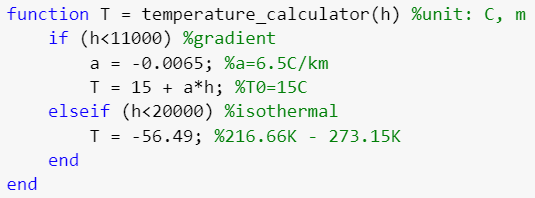 function T = temperature_calculator(h) %unit: C, m
    if (h<11000) %gradient
        a = -0.0065; %a=6.5C/km
        T = 15 + a*h; %T0=15C
    elseif (h<20000) %isothermal
        T = -56.49; %216.66K - 273.15K
    end
end